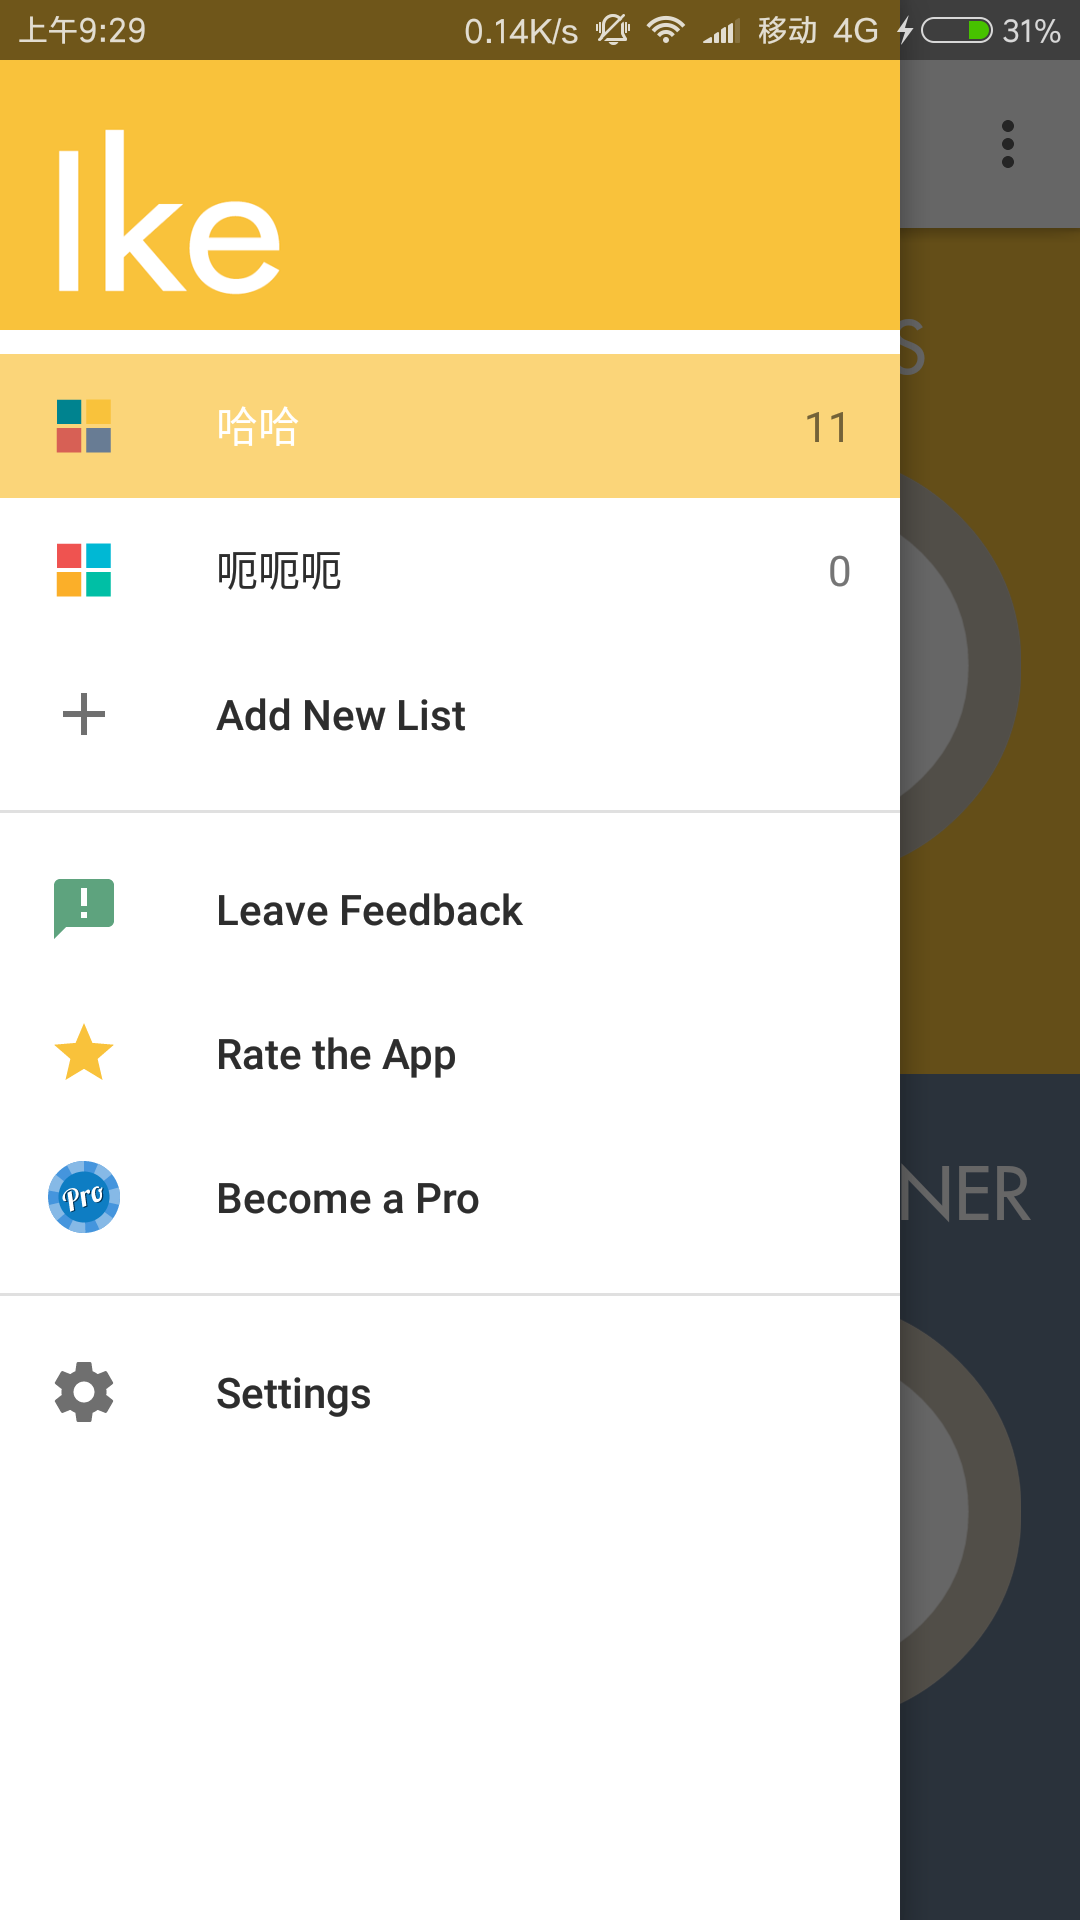 上午9:29 0.14K/s 移动 4G 31%
Ike
S
哈哈 11
呃呃呃 0
Add New List
Leave Feedback
Rate the App
Pro Become a Pro
NER
Settings